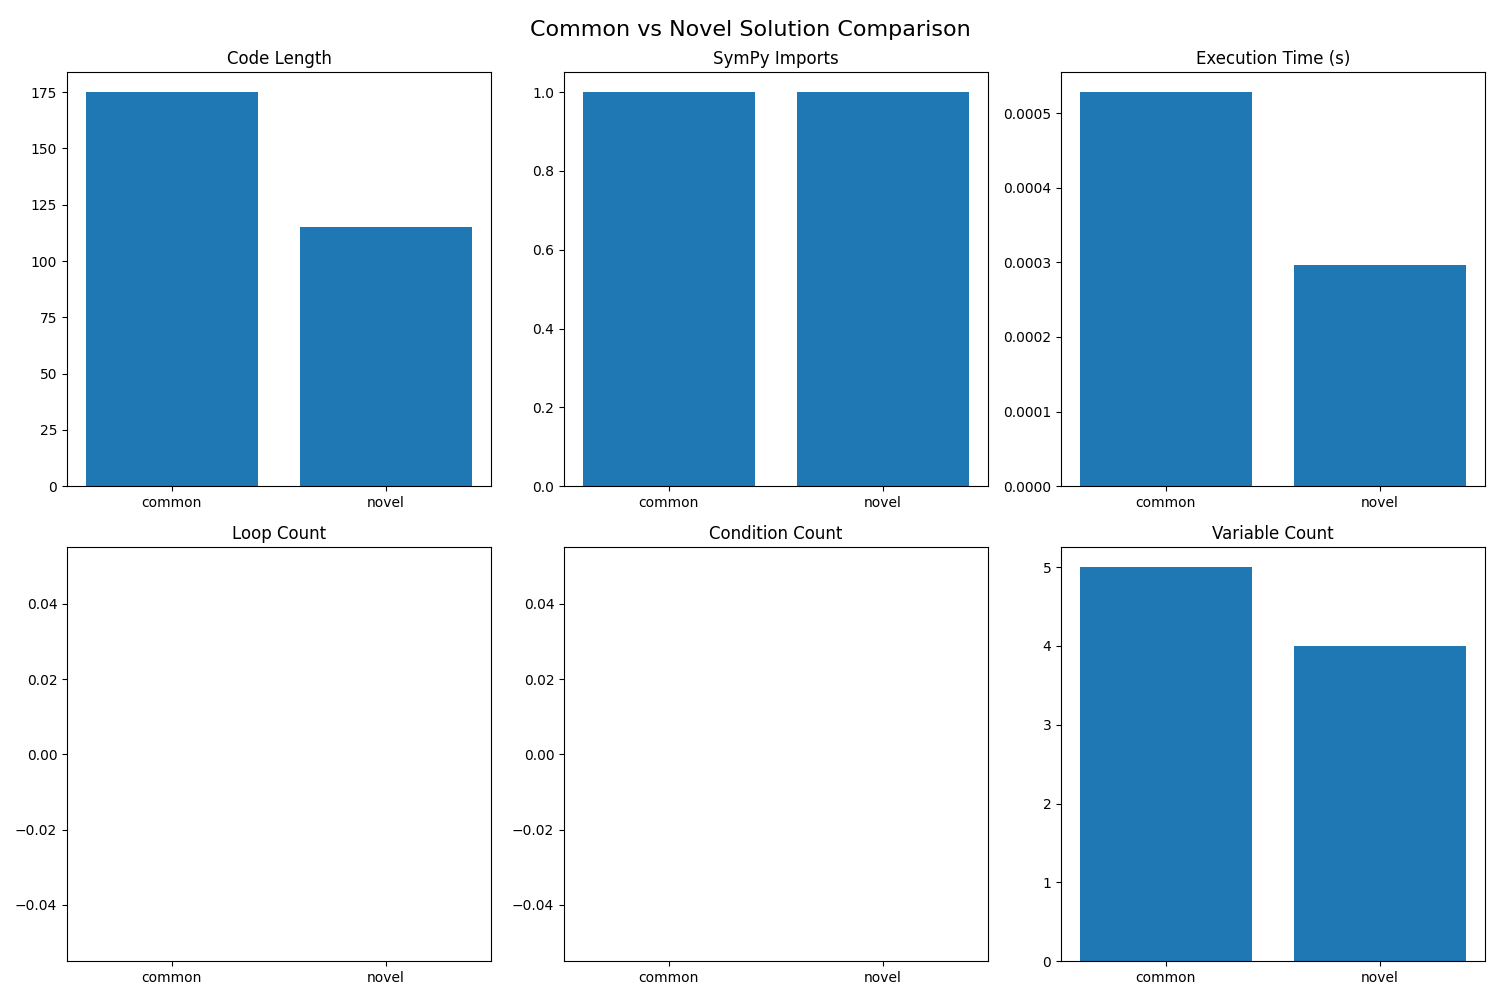 Common vs Novel Solution Comparison
Code Length
175
150
125
100
75
50
25
0
common novel
SymPy Imports
1.0
0.8
0.6
0.4
0.2
0.0
common novel
Execution Time (s)
0.0005
0.0004
0.0003
0.0002
0.0001
0.0000
common novel
Loop Count
0.04
0.02
0.00
−0.02
−0.04
common novel
Condition Count
0.04
0.02
0.00
−0.02
−0.04
common novel
Variable Count
5
4
3
2
1
0
common novel